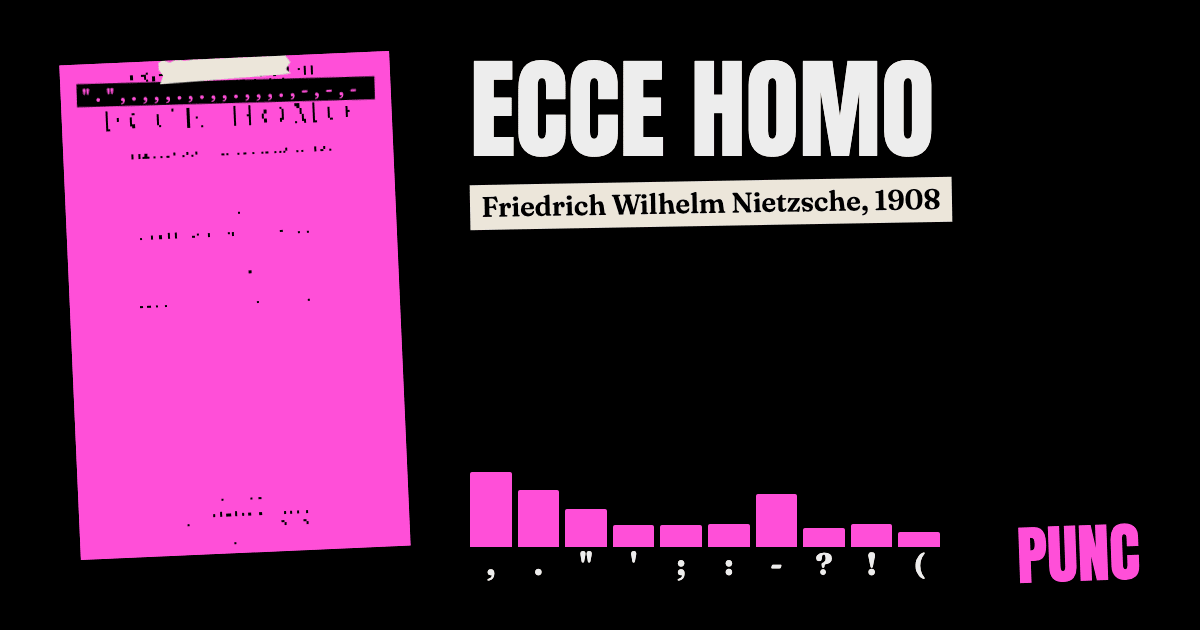 ".",.,,,.,.,,.,,,.,-,-,-
ECCE HOMO
Friedrich Wilhelm Nietzsche, 1908
, . " ' ; : - ? ! (
PUNC